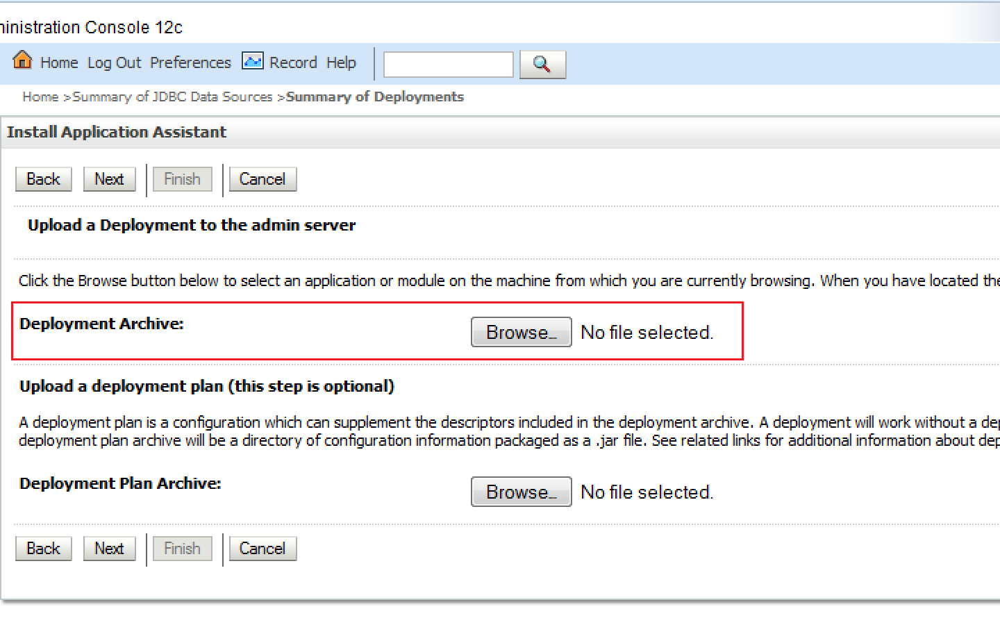 ministration Console 12c
Home Log Out Preferences Record Help
Home >Summary of JDBC Data Sources >Summary of Deployments
Install Application Assistant
Back Next Finish Cancel
Upload a Deployment to the admin server
Click the Browse button below to select an application or module on the machine from which you are currently browsing. When you have located the
Deployment Archive: Browse... No file selected.
Upload a deployment plan (this step is optional)
A deployment plan is a configuration which can supplement the descriptors included in the deployment archive. A deployment will work without a dep
deployment plan archive will be a directory of configuration information packaged as a .jar file. See related links for additional information about dep
Deployment Plan Archive: Browse... No file selected.
Back Next Finish Cancel